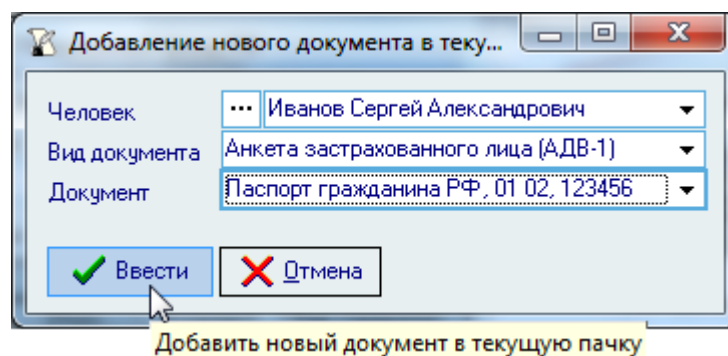 Добавление нового документа в теку...
Человек ... Иванов Сергей Александрович
Вид документа Анкета застрахованного лица (АДВ-1)
Документ Паспорт гражданина РФ, 01 02, 123456
Ввести Отмена
Добавить новый документ в текущую пачку